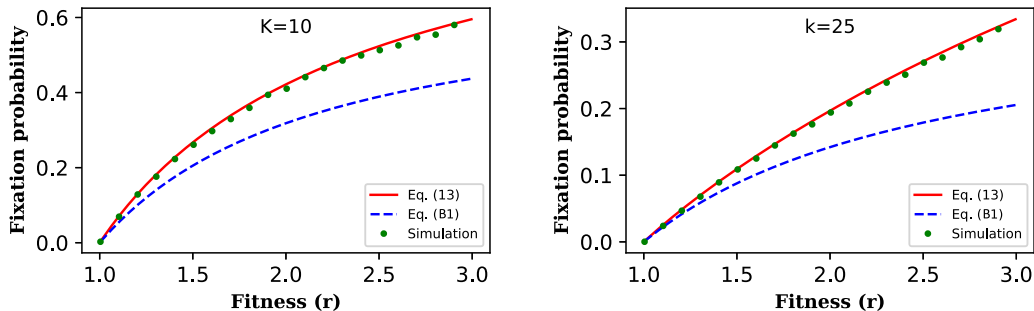 K=10
Fixation probability
0.6
0.4
0.2
0.0
1.0 1.5 2.0 2.5 3.0
Fitness (r)
Eq. (13)
Eq. (B1)
Simulation
k=25
Fixation probability
0.3
0.2
0.1
0.0
1.0 1.5 2.0 2.5 3.0
Fitness (r)
Eq. (13)
Eq. (B1)
Simulation